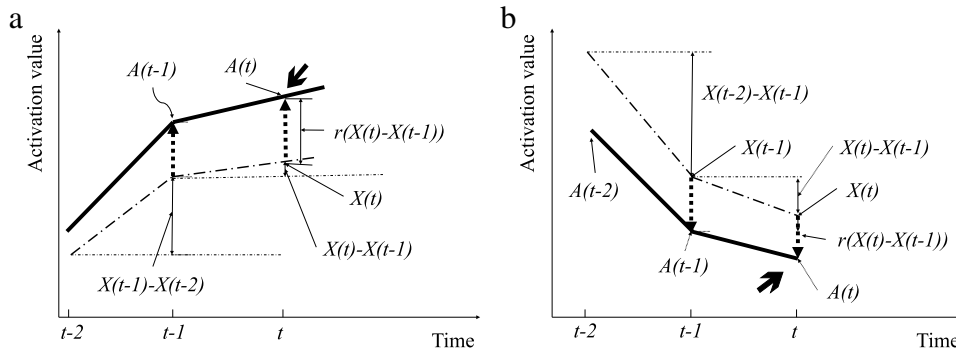 a
Activation value
A(t-1)
A(t)
r(X(t)-X(t-1))
X(t)
X(t)-X(t-1)
X(t-1)-X(t-2)
t-2
t-1
t
Time
b
Activation value
X(t-2)-X(t-1)
X(t-1)
X(t)-X(t-1)
A(t-2)
X(t)
r(X(t)-X(t-1))
A(t-1)
A(t)
t-2
t-1
t
Time